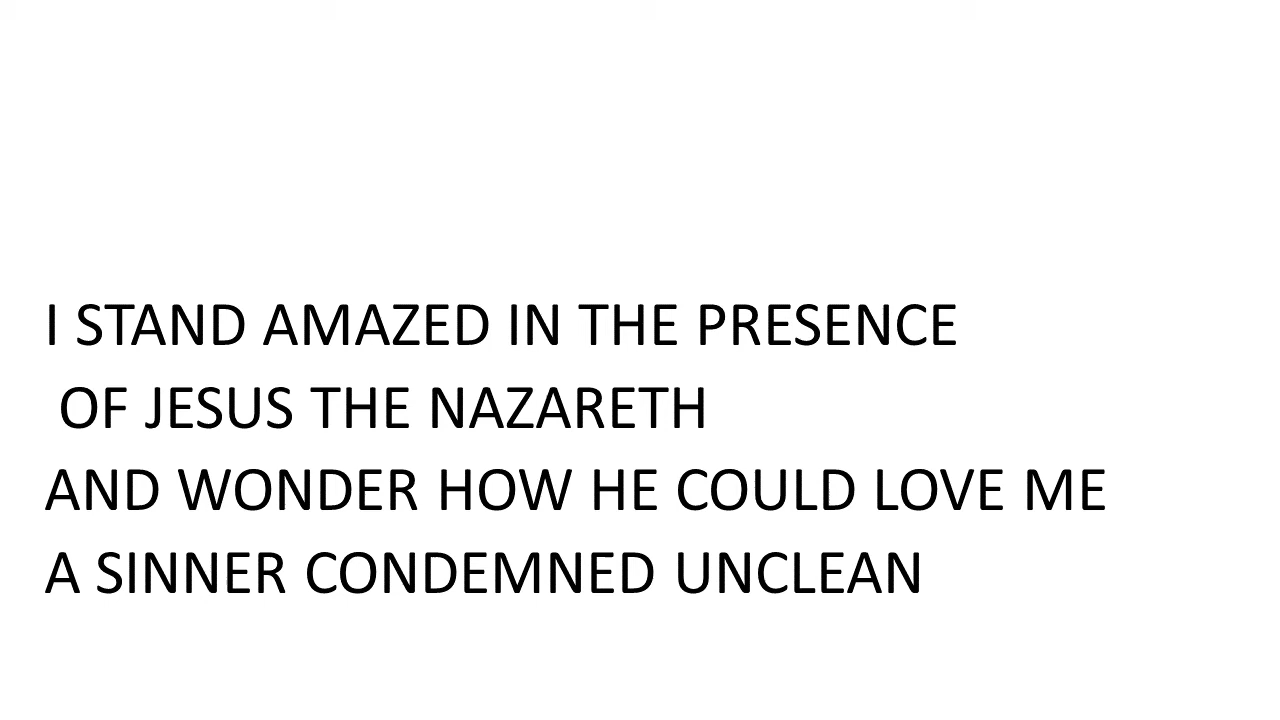 I STAND AMAZED IN THE PRESENCE
OF JESUS THE NAZARETH
AND WONDER HOW HE COULD LOVE ME
A SINNER CONDEMNED UNCLEAN